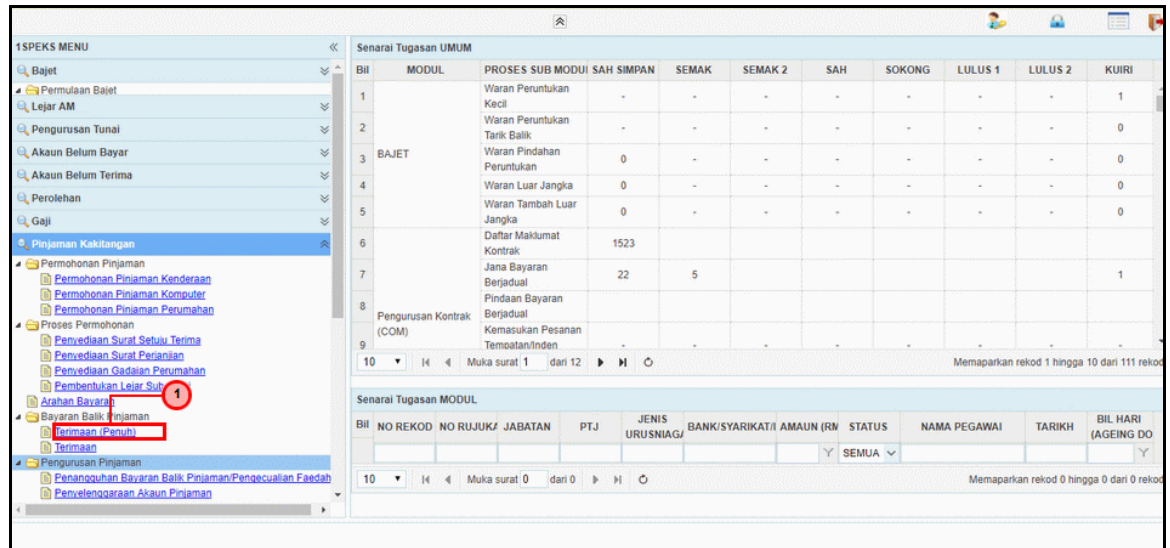 1SPEKS MENU
Bajet
Permulaan Bajet
Lejar AM
Pengurusan Tunai
Akaun Belum Bayar
Akaun Belum Terima
Perolehan
Gaji
Pinjaman Kakitangan
Permohonan Pinjaman
Permohonan Pinjaman Kenderaan
Permohonan Pinjaman Komputer
Permohonan Pinjaman Perumahan
Proses Permohonan
Penyediaan Surat Setuju Terima
Penyediaan Surat Perjanjian
Penyediaan Gadaian Perumahan
Pembentukan Lejar Sub
1
Arahan Bayaran
Bayaran Balik Pinjaman
Terimaan (Penuh)
Terimaan
Pengurusan Pinjaman
Penangguhan Bayaran Balik Pinjaman/Pengecualian Faedah
Penyelenggaraan Akaun Pinjaman
Senarai Tugasan UMUM
Bil MODUL PROSES SUB MODUL SAH SIMPAN SEMAK SEMAK 2 SAH SOKONG LULUS 1 LULUS 2 KUIRI
1 Waran Peruntukan Kecil - - - - - - - 1
2 Waran Peruntukan Tarik Balik - - - - - - - 0
3 BAJET Waran Pindahan Peruntukan 0 - - - - - - 0
4 Waran Luar Jangka 0 - - - - - - 0
5 Waran Tambah Luar Jangka 0 - - - - - - 0
6 Daftar Maklumat Kontrak 1523
7 Jana Bayaran Berjadual 22 5 1
8 Pengurusan Kontrak (COM) Pindaan Bayaran Berjadual
9 Kemasukan Pesanan Tempatan/Inden - - - - - - - -
10 Muka surat 1 dari 12 Memaparkan rekod 1 hingga 10 dari 111 rekod
Senarai Tugasan MODUL
Bil NO REKOD NO RUJUKA JABATAN PTJ JENIS URUSNIAGA BANK/SYARIKAT/I AMAUN (RM STATUS NAMA PEGAWAI TARIKH BIL HARI (AGEING DO
SEMUA
10 Muka surat 0 dari 0 Memaparkan rekod 0 hingga 0 dari 0 rekod